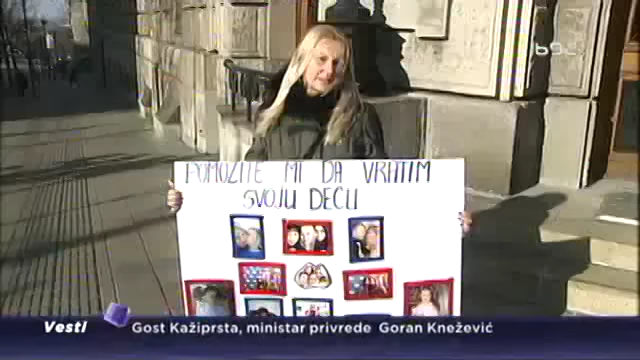 B92
POMOZITE MI DA VRATIM
SVOJU DECU
Vesti
Gost Kažiprsta, ministar privrede Goran Knežević